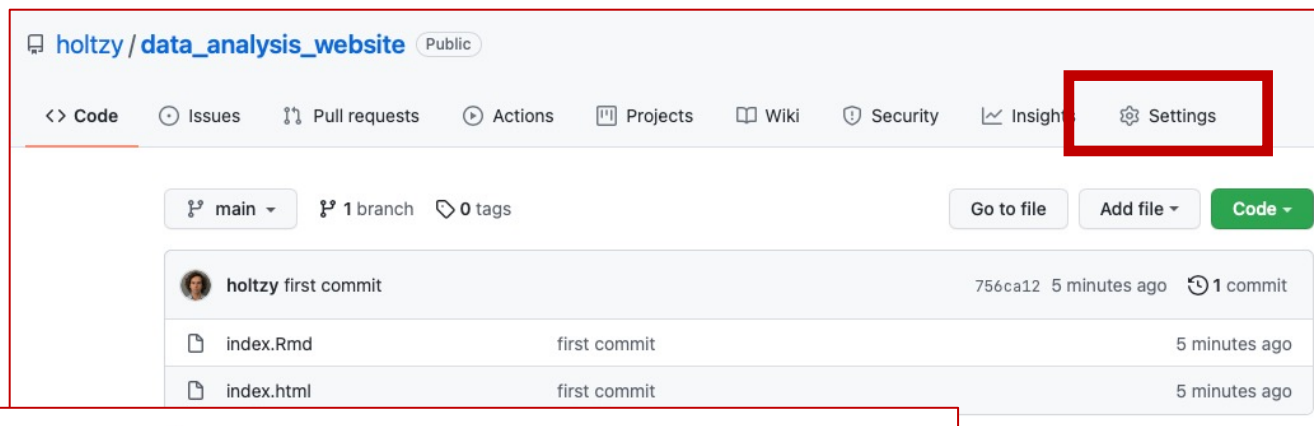 holtzy / data_analysis_website Public
<> Code Issues Pull requests Actions Projects Wiki Security Insights Settings
main 1 branch 0 tags Go to file Add file Code
holtzy first commit 756ca12 5 minutes ago 1 commit
index.Rmd first commit 5 minutes ago
index.html first commit 5 minutes ago